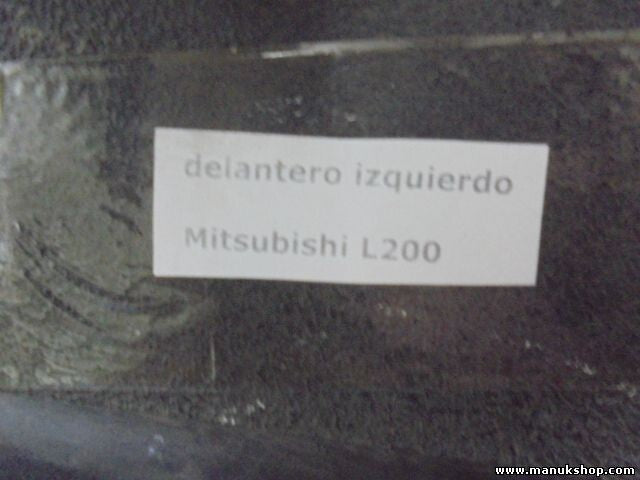 delantero izquierdo
Mitsubishi L200
www.manukshop.com